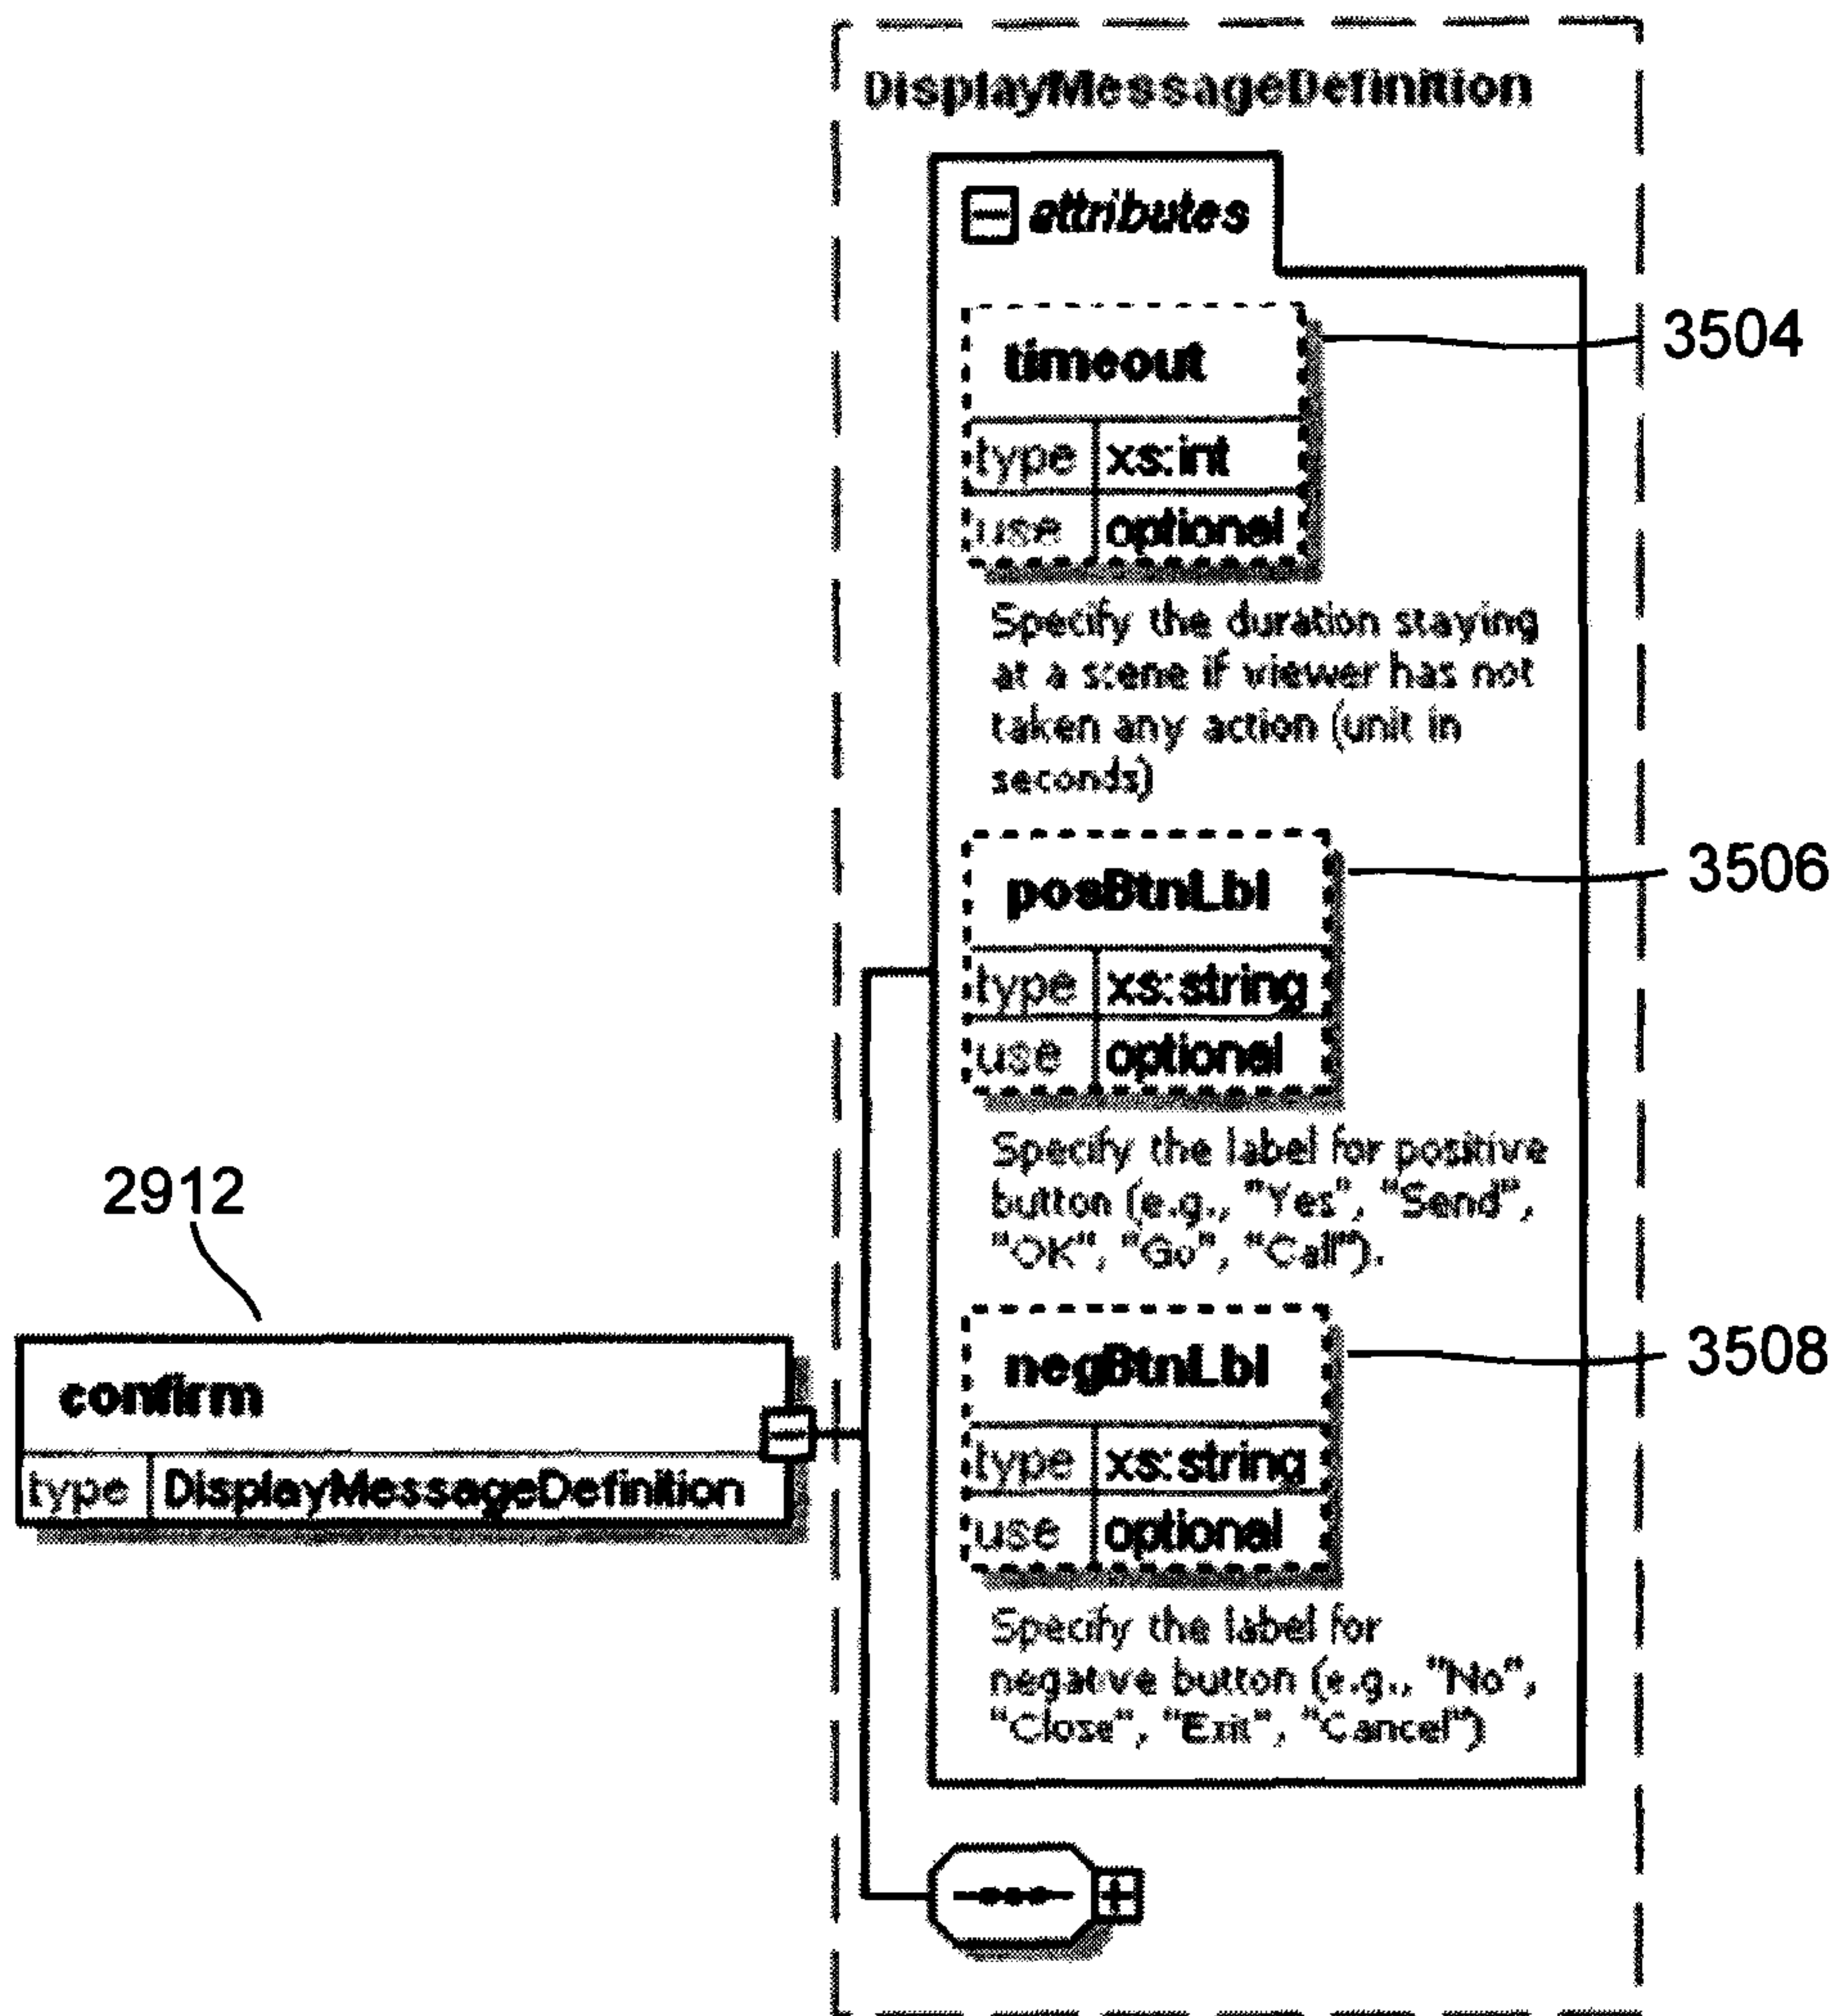 DisplayMessageDefinition
attributes
timeout
3504
type xs:int
use optional
Specify the duration staying
at a scene if viewer has not
taken any action (unit in
seconds)
posBtnLbl
3506
type xs:string
use optional
Specify the label for positive
button (e.g., "Yes", "Send",
"OK", "Go", "Call").
2912
confirm
type DisplayMessageDefinition
negBtnLbl
3508
type xs:string
use optional
Specify the label for
negative button (e.g., "No",
"Close", "Exit", "Cancel")